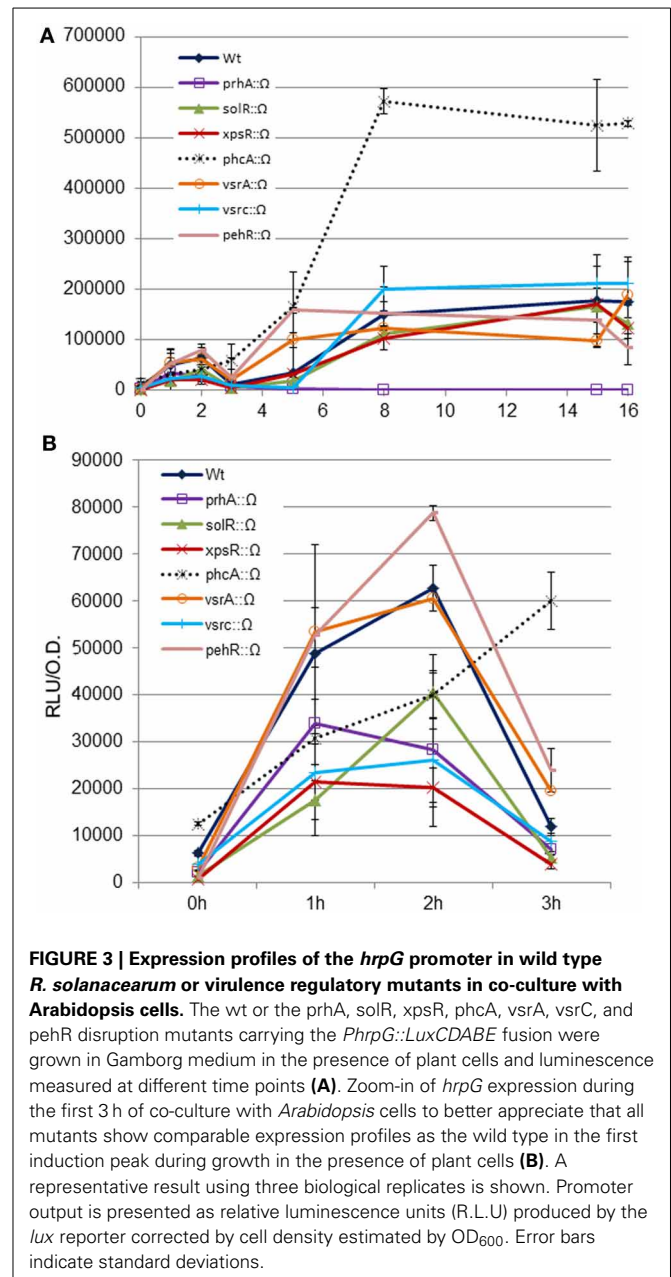 A
700000
600000
500000
400000
300000
200000
100000
0
Wt
prhA::Ω
solR::Ω
xpsR::Ω
phcA::Ω
vsrA::Ω
vsrc::Ω
pehR::Ω
0 2 4 6 8 10 12 14 16
B
RLU/O.D.
90000
80000
70000
60000
50000
40000
30000
20000
10000
0
Wt
prhA::Ω
solR::Ω
xpsR::Ω
phcA::Ω
vsrA::Ω
vsrc::Ω
pehR::Ω
0h 1h 2h 3h
FIGURE 3 | Expression profiles of the hrpG promoter in wild type
R. solanacearum or virulence regulatory mutants in co-culture with
Arabidopsis cells. The wt or the prhA, solR, xpsR, phcA, vsrA, vsrC, and
pehR disruption mutants carrying the PhrpG::LuxCDABE fusion were
grown in Gamborg medium in the presence of plant cells and luminescence
measured at different time points (A). Zoom-in of hrpG expression during
the first 3 h of co-culture with Arabidopsis cells to better appreciate that all
mutants show comparable expression profiles as the wild type in the first
induction peak during growth in the presence of plant cells (B). A
representative result using three biological replicates is shown. Promoter
output is presented as relative luminescence units (R.L.U) produced by the
lux reporter corrected by cell density estimated by OD600. Error bars
indicate standard deviations.